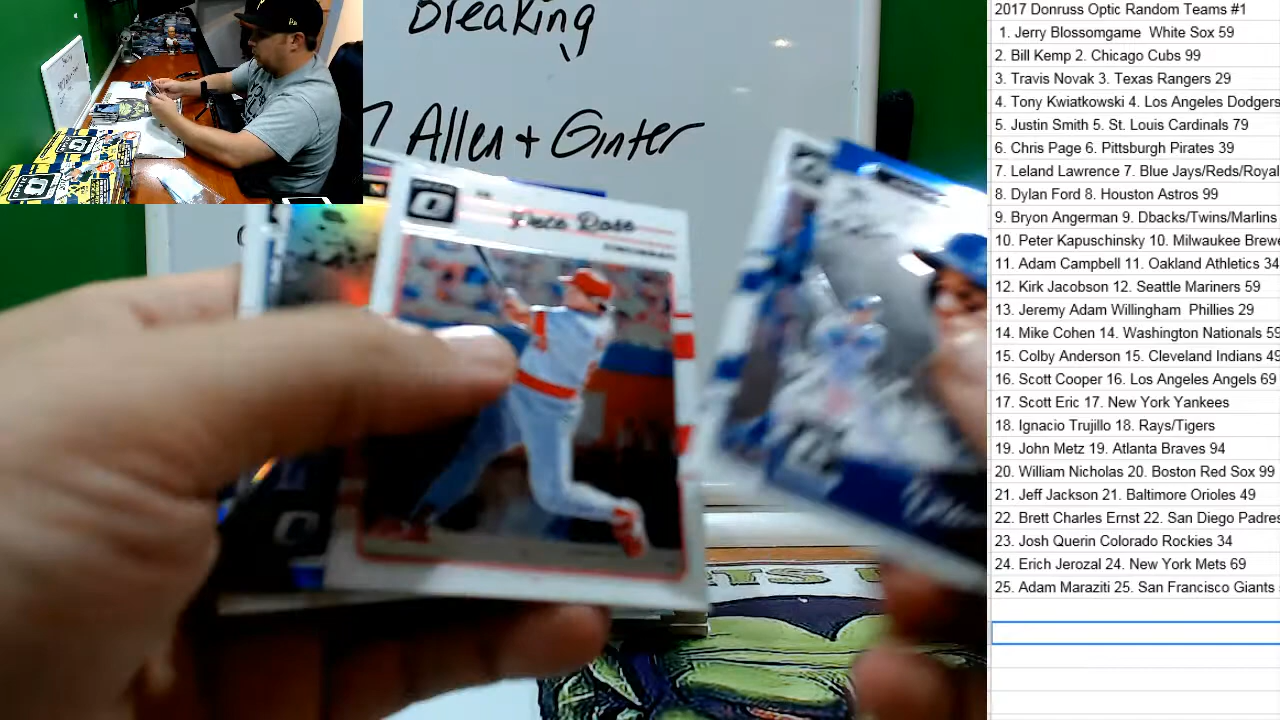 Breaking
7 Allen + Ginter
Pete Rose
CINCINNATI
2017 Donruss Optic Random Teams #1
1. Jerry Blossomgame White Sox 59
2. Bill Kemp 2. Chicago Cubs 99
3. Travis Novak 3. Texas Rangers 29
4. Tony Kwiatkowski 4. Los Angeles Dodgers
5. Justin Smith 5. St. Louis Cardinals 79
6. Chris Page 6. Pittsburgh Pirates 39
7. Leland Lawrence 7. Blue Jays/Reds/Royal
8. Dylan Ford 8. Houston Astros 99
9. Bryon Angerman 9. Dbacks/Twins/Marlins
10. Peter Kapuschinsky 10. Milwaukee Brewe
11. Adam Campbell 11. Oakland Athletics 34
12. Kirk Jacobson 12. Seattle Mariners 59
13. Jeremy Adam Willingham Phillies 29
14. Mike Cohen 14. Washington Nationals 59
15. Colby Anderson 15. Cleveland Indians 49
16. Scott Cooper 16. Los Angeles Angels 69
17. Scott Eric 17. New York Yankees
18. Ignacio Trujillo 18. Rays/Tigers
19. John Metz 19. Atlanta Braves 94
20. William Nicholas 20. Boston Red Sox 99
21. Jeff Jackson 21. Baltimore Orioles 49
22. Brett Charles Ernst 22. San Diego Padres
23. Josh Querin Colorado Rockies 34
24. Erich Jerozal 24. New York Mets 69
25. Adam Maraziti 25. San Francisco Giants